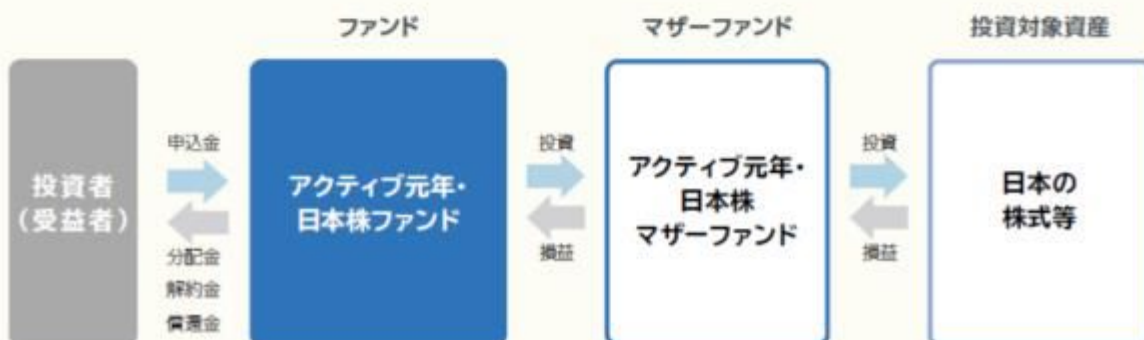 ファンド
マザーファンド
投資対象資産
投資者
(受益者)
申込金
分配金
解約金
償還金
アクティブ元年・
日本株ファンド
投資
損益
アクティブ元年・
日本株
マザーファンド
投資
損益
日本の
株式等